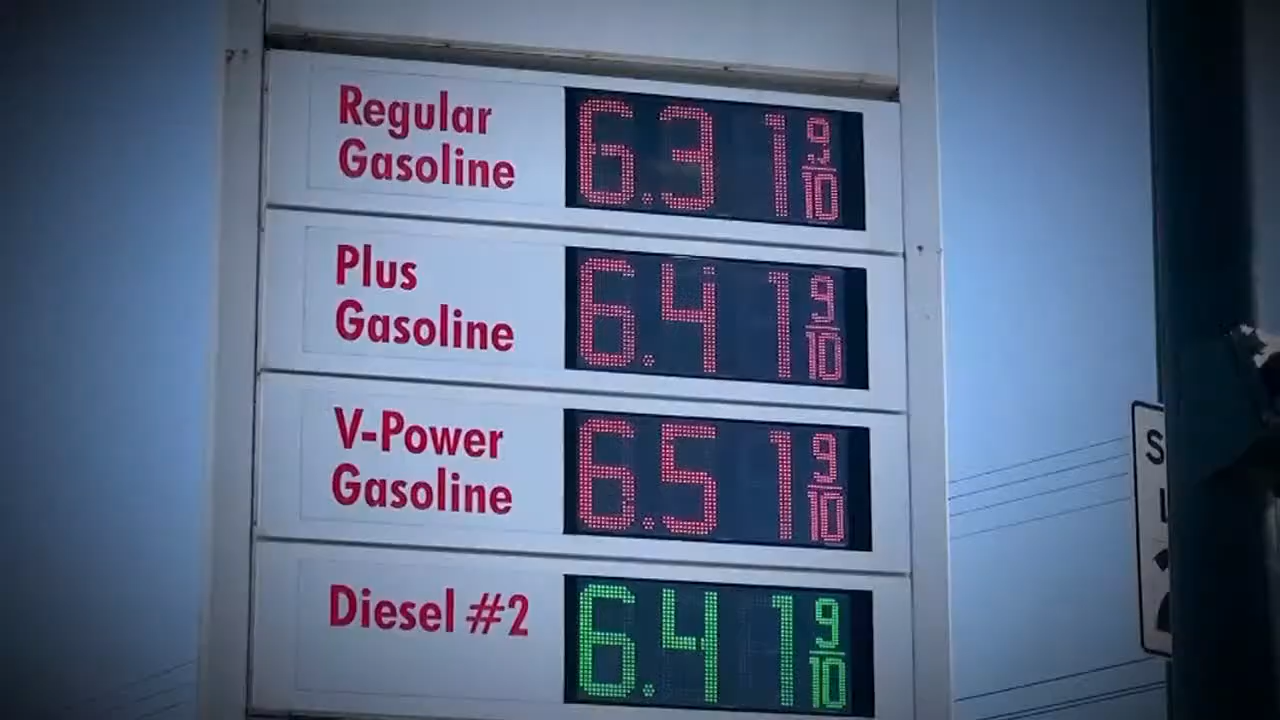 Regular
Gasoline
6.31 9/10
Plus
Gasoline
6.41 9/10
V-Power
Gasoline
6.51 9/10
Diesel #2
6.41 9/10
S